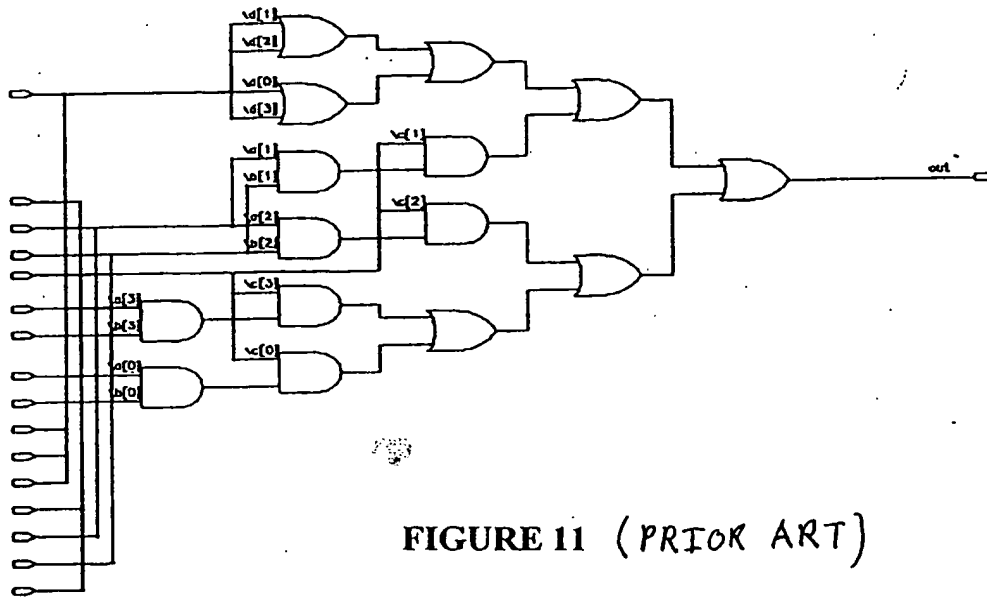 \d[1]
\d[2]
\d[0]
\d[3]
\a[1]
\b[1]
\c[1]
\a[2]
\b[2]
\c[2]
\a[3]
\b[3]
\c[3]
\a[0]
\b[0]
\c[0]
out
FIGURE 11 (PRIOR ART)